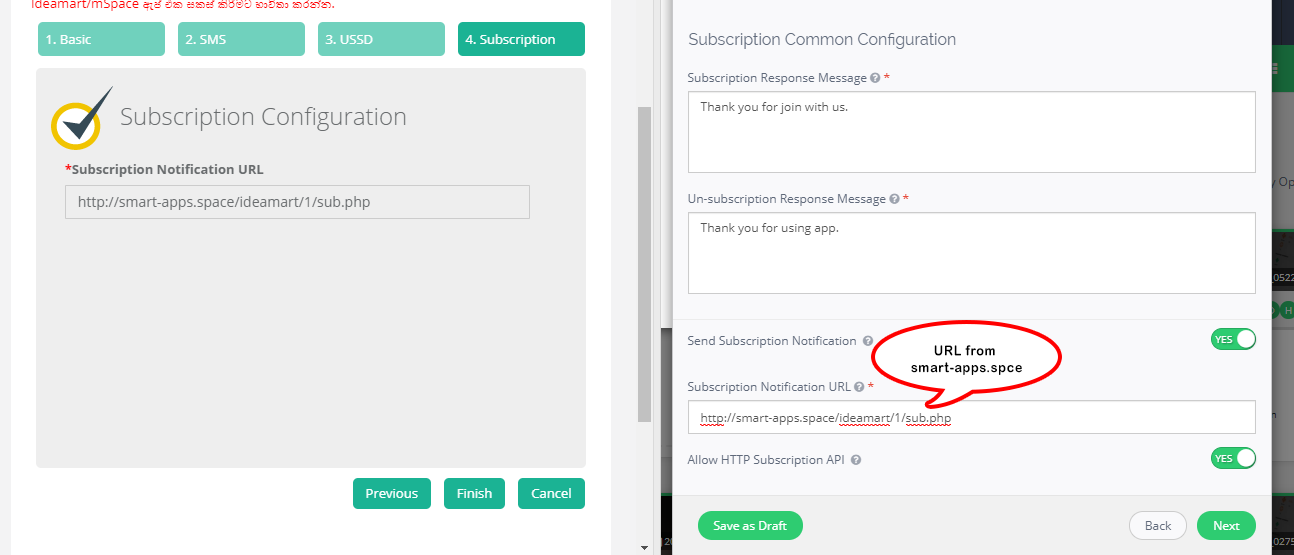 Ideamart/mSpace ඇප් එක සකස් කිරීමට භාවිතා කරන්න.
1. Basic
2. SMS
3. USSD
4. Subscription
Subscription Configuration
*Subscription Notification URL
http://smart-apps.space/ideamart/1/sub.php
Previous
Finish
Cancel
Subscription Common Configuration
Subscription Response Message ? *
Thank you for join with us.
Un-subscription Response Message ? *
Thank you for using app.
Send Subscription Notification ?
YES
URL from
smart-apps.spce
Subscription Notification URL ? *
http://smart-apps.space/ideamart/1/sub.php
Allow HTTP Subscription API ?
YES
Save as Draft
Back
Next
y Op
_0522
H
_0275